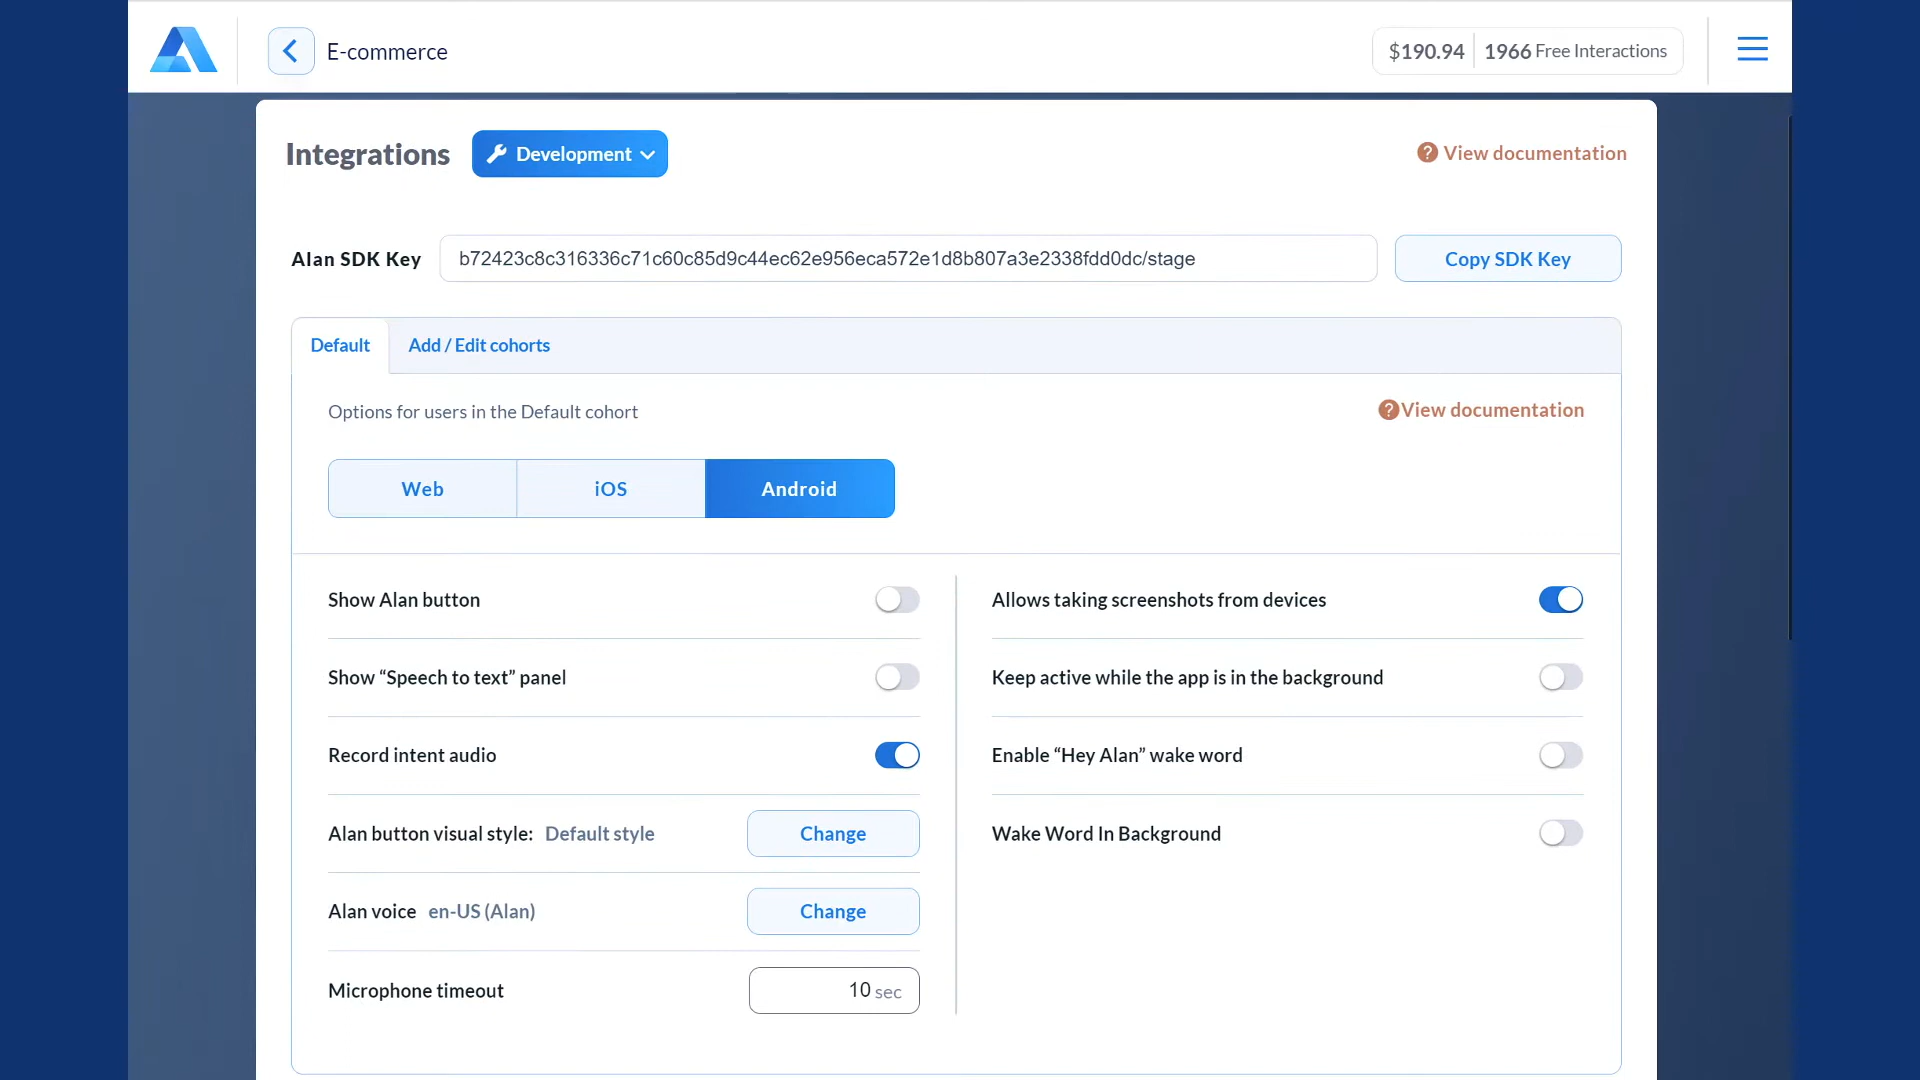 E-commerce
$190.94 1966 Free Interactions
Integrations Development
View documentation
Alan SDK Key b72423c8c316336c71c60c85d9c44ec62e956eca572e1d8b807a3e2338fdd0dc/stage Copy SDK Key
Default Add / Edit cohorts
Options for users in the Default cohort
View documentation
Web iOS Android
Show Alan button
Show “Speech to text” panel
Record intent audio
Alan button visual style: Default style Change
Alan voice en-US (Alan) Change
Microphone timeout 10 sec
Allows taking screenshots from devices
Keep active while the app is in the background
Enable “Hey Alan” wake word
Wake Word In Background